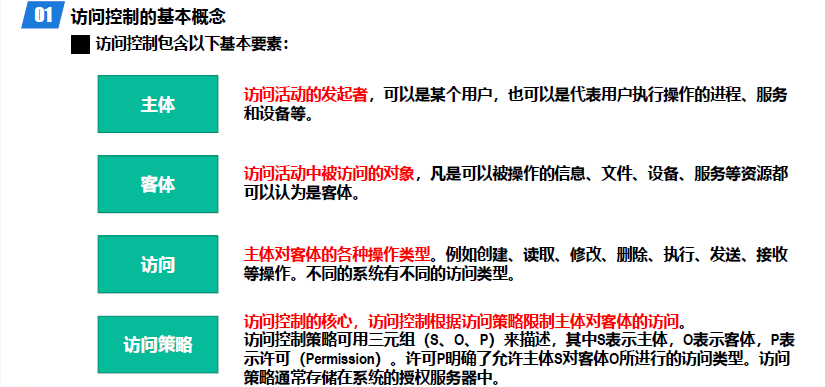 01 访问控制的基本概念
访问控制包含以下基本要素：
主体
访问活动的发起者，可以是某个用户，也可以是代表用户执行操作的进程、服务
和设备等。
客体
访问活动中被访问的对象，凡是可以被操作的信息、文件、设备、服务等资源都
可以认为是客体。
访问
主体对客体的各种操作类型。例如创建、读取、修改、删除、执行、发送、接收
等操作。不同的系统有不同的访问类型。
访问策略
访问控制的核心，访问控制根据访问策略限制主体对客体的访问。
访问控制策略可用三元组（S、O、P）来描述，其中S表示主体，O表示客体，P表
示许可（Permission）。许可P明确了允许主体S对客体O所进行的访问类型。访问
策略通常存储在系统的授权服务器中。